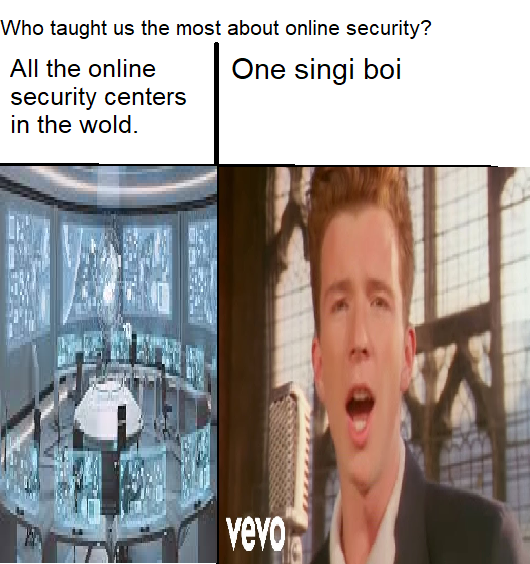 Who taught us the most about online security?
All the online
security centers
in the wold.
One singi boi
vevo